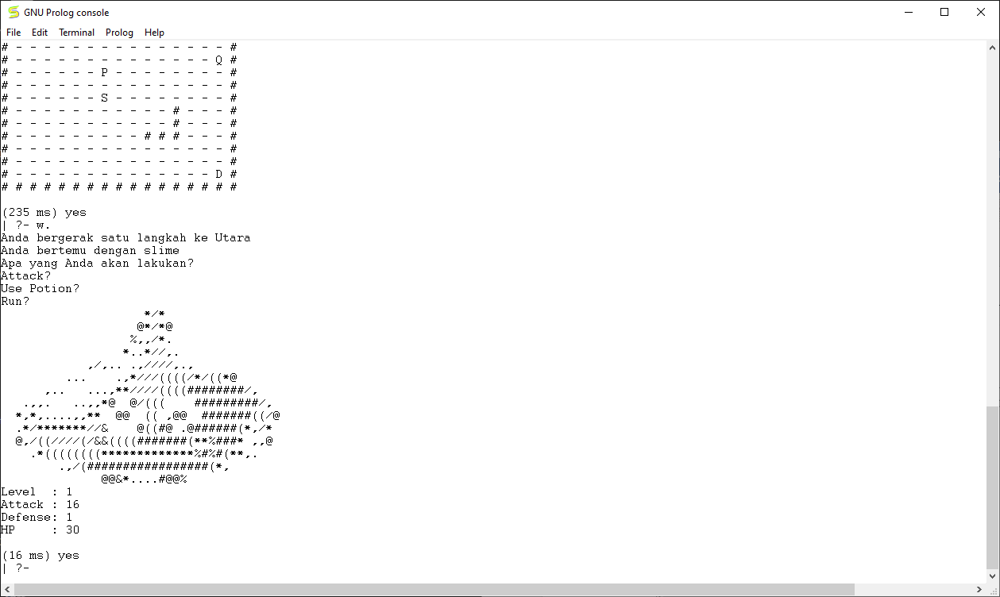 GNU Prolog console
File Edit Terminal Prolog Help
# - - - - - - - - - - - - - - - #
# - - - - - - - - - - - - - - Q #
# - - - - - - P - - - - - - - - #
# - - - - - - - - - - - - - - - #
# - - - - - - S - - - - - - - - #
# - - - - - - - - - - - # - - - #
# - - - - - - - - - - - # - - - #
# - - - - - - - - - # # # - - - #
# - - - - - - - - - - - - - - - #
# - - - - - - - - - - - - - - - #
# - - - - - - - - - - - - - - D #
# # # # # # # # # # # # # # # # #
(235 ms) yes
| ?- w.
Anda bergerak satu langkah ke Utara
Anda bertemu dengan slime
Apa yang Anda akan lakukan?
Attack?
Use Potion?
Run?
                    */*
                   @*/*@
                  %,,/*.
                 *..*//,.
            ,/,.. .,////,.,
         ...    .,*///((((/*/((*@
      ,..   ...,**////((((########/,
   .,,.   ..,,*@  @/(((    #########/,
  *,*,....,,**  @@  (( ,@@  #######((/@
  .*/*******//&    @((#@ .@######(*,/*
  @,/((////(/&&((((#######(**%###* ,,@
    .*((((((((*************%#%#(**,.
        .,/(#################(*,
              @@&*....#@@%
Level  : 1
Attack : 16
Defense: 1
HP     : 30
(16 ms) yes
| ?-